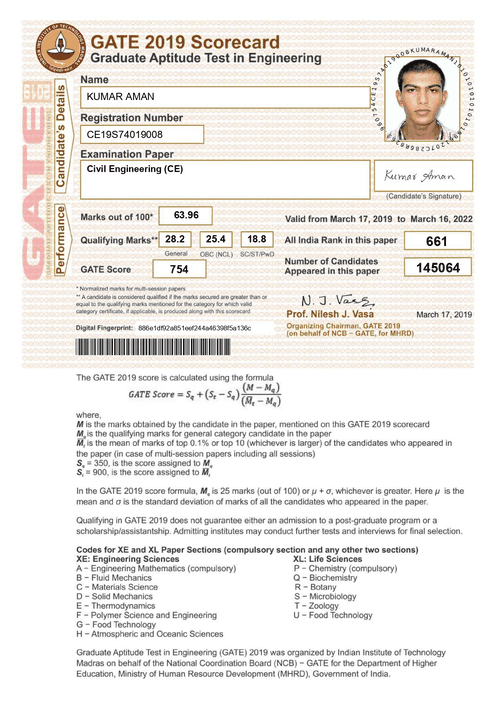 GATE 2019 Scorecard
Graduate Aptitude Test in Engineering
Name
KUMAR AMAN
Registration Number
CE19S74019008
Examination Paper
Civil Engineering (CE)
Candidate's Details
GATE
Kumar Aman
(Candidate's Signature)
Performance
Marks out of 100*
63.96
Valid from March 17, 2019 to March 16, 2022
Qualifying Marks**
28.2
25.4
18.8
General
OBC (NCL)
SC/ST/PwD
All India Rank in this paper
661
GATE Score
754
Number of Candidates
Appeared in this paper
145064
* Normalized marks for multi-session papers
** A candidate is considered qualified if the marks secured are greater than or
equal to the qualifying marks mentioned for the category for which valid
category certificate, if applicable, is produced along with this scorecard
N. J. Vasa
Prof. Nilesh J. Vasa
March 17, 2019
Organizing Chairman, GATE 2019
(on behalf of NCB − GATE, for MHRD)
Digital Fingerprint: 886e1df92a851eef244a46398f5a136c
The GATE 2019 score is calculated using the formula
GATE Score = Sq + (St − Sq) (M − Mq) / (M̄t − Mq)
where,
M is the marks obtained by the candidate in the paper, mentioned on this GATE 2019 scorecard
Mq is the qualifying marks for general category candidate in the paper
M̄t is the mean of marks of top 0.1% or top 10 (whichever is larger) of the candidates who appeared in
the paper (in case of multi-session papers including all sessions)
Sq = 350, is the score assigned to Mq
St = 900, is the score assigned to M̄t
In the GATE 2019 score formula, Mq is 25 marks (out of 100) or μ + σ, whichever is greater. Here μ is the
mean and σ is the standard deviation of marks of all the candidates who appeared in the paper.
Qualifying in GATE 2019 does not guarantee either an admission to a post-graduate program or a
scholarship/assistantship. Admitting institutes may conduct further tests and interviews for final selection.
Codes for XE and XL Paper Sections (compulsory section and any other two sections)
XE: Engineering Sciences
XL: Life Sciences
A − Engineering Mathematics (compulsory)
P − Chemistry (compulsory)
B − Fluid Mechanics
Q − Biochemistry
C − Materials Science
R − Botany
D − Solid Mechanics
S − Microbiology
E − Thermodynamics
T − Zoology
F − Polymer Science and Engineering
U − Food Technology
G − Food Technology
H − Atmospheric and Oceanic Sciences
Graduate Aptitude Test in Engineering (GATE) 2019 was organized by Indian Institute of Technology
Madras on behalf of the National Coordination Board (NCB) − GATE for the Department of Higher
Education, Ministry of Human Resource Development (MHRD), Government of India.